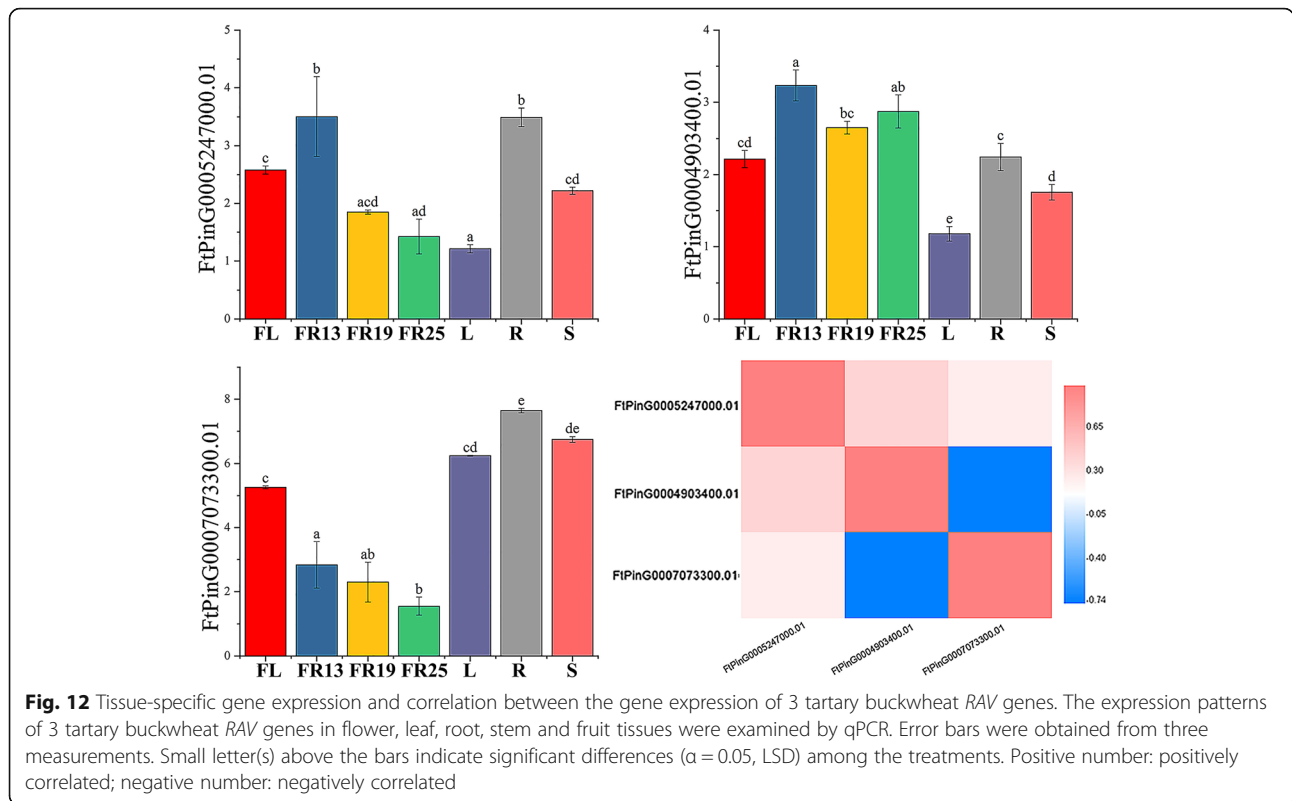 FtPinG0005247000.01
5
4
3
2
1
0
c
b
acd
ad
a
b
cd
FL FR13 FR19 FR25 L R S
FtPinG0004903400.01
4
3
2
1
0
cd
a
bc
ab
e
c
d
FL FR13 FR19 FR25 L R S
FtPinG0007073300.01
8
6
4
2
0
c
a
ab
b
cd
e
de
FL FR13 FR19 FR25 L R S
FtPinG0005247000.01
FtPinG0004903400.01
FtPinG0007073300.01
FtPinG0005247000.01
FtPinG0004903400.01
FtPinG0007073300.01
0.65
0.30
-0.05
-0.40
-0.74
Fig. 12 Tissue-specific gene expression and correlation between the gene expression of 3 tartary buckwheat RAV genes. The expression patterns
of 3 tartary buckwheat RAV genes in flower, leaf, root, stem and fruit tissues were examined by qPCR. Error bars were obtained from three
measurements. Small letter(s) above the bars indicate significant differences (α = 0.05, LSD) among the treatments. Positive number: positively
correlated; negative number: negatively correlated